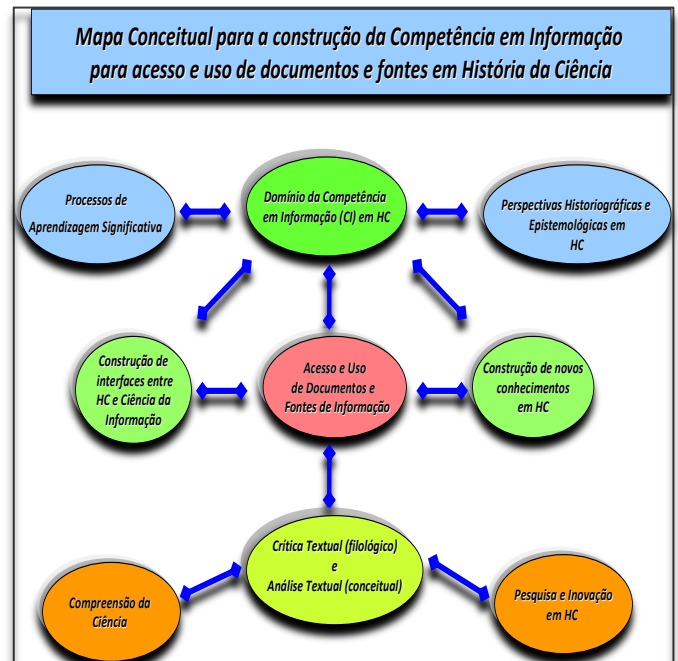 Mapa Conceitual para a construção da Competência em Informação
para acesso e uso de documentos e fontes em História da Ciência
Processos de
Aprendizagem Significativa
Domínio da Competência
em Informação (CI) em HC
Perspectivas Historiográficas e
Epistemológicas em
HC
Construção de
interfaces entre
HC e Ciência da
Informação
Acesso e Uso
de Documentos e
Fontes de Informação
Construção de novos
conhecimentos
em HC
Crítica Textual (filológico)
e
Análise Textual (conceitual)
Compreensão da
Ciência
Pesquisa e Inovação
em HC